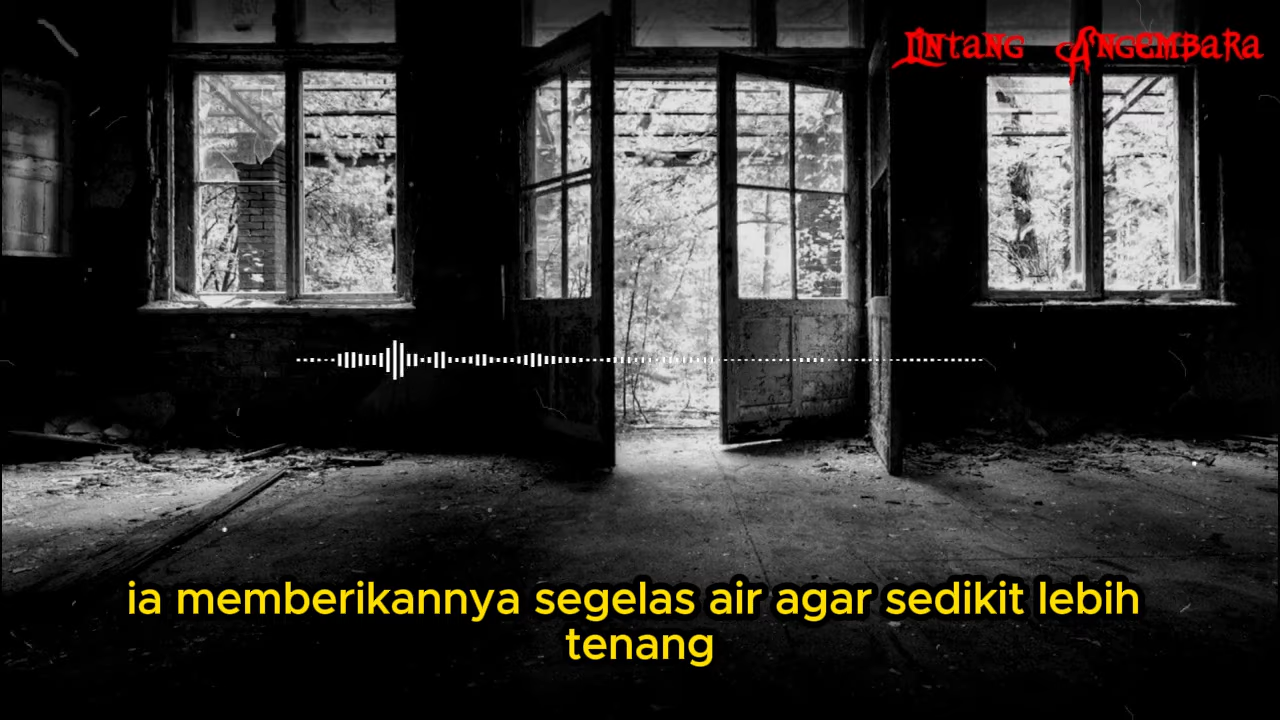 Lintang Angembara
ia memberikannya segelas air agar sedikit lebih
tenang